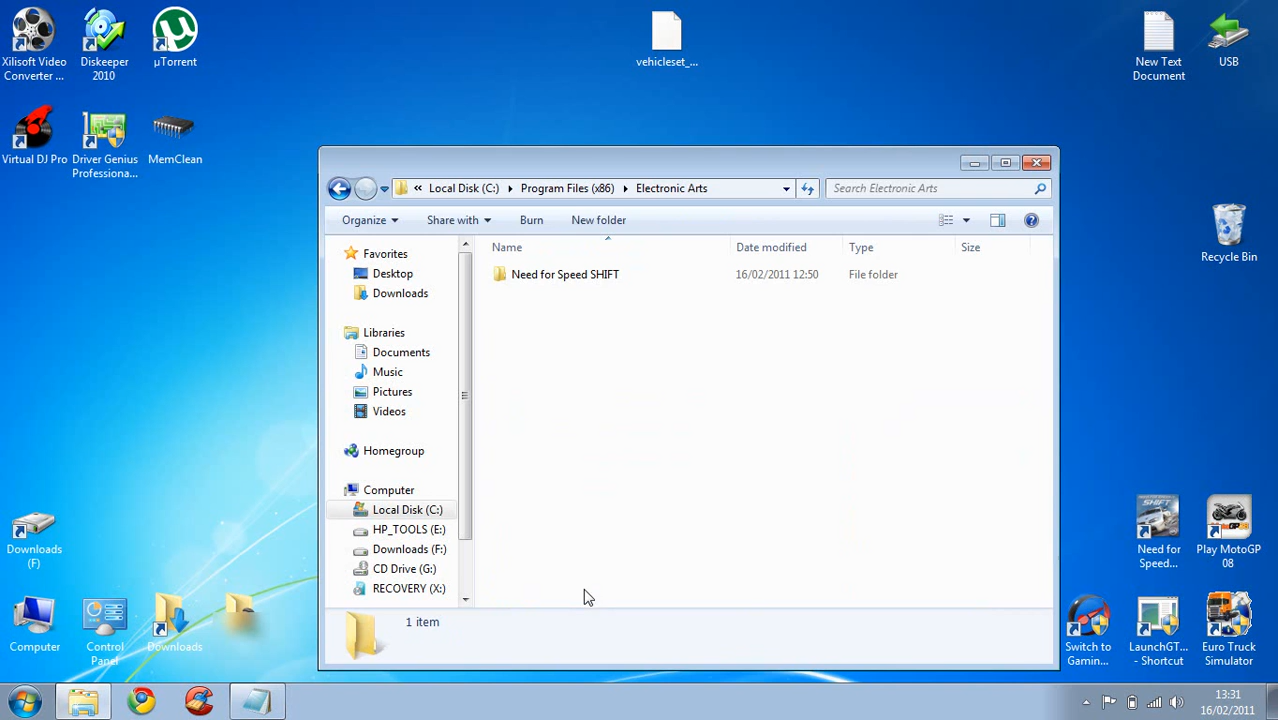 Xilisoft Video
Converter ...
Diskeeper
2010
µTorrent
vehicleset_...
New Text
Document
USB
Virtual DJ Pro
Driver Genius
Professiona...
MemClean
Recycle Bin
Local Disk (C:)
Program Files (x86)
Electronic Arts
Search Electronic Arts
Organize
Share with
Burn
New folder
Name
Date modified
Type
Size
Need for Speed SHIFT
16/02/2011 12:50
File folder
Favorites
Desktop
Downloads
Libraries
Documents
Music
Pictures
Videos
Homegroup
Computer
Local Disk (C:)
HP_TOOLS (E:)
Downloads (F:)
CD Drive (G:)
RECOVERY (X:)
1 item
Downloads
(F)
Computer
Control
Panel
Downloads
Need for
Speed...
Play MotoGP
08
Switch to
Gamin...
LaunchGT...
- Shortcut
Euro Truck
Simulator
13:31
16/02/2011